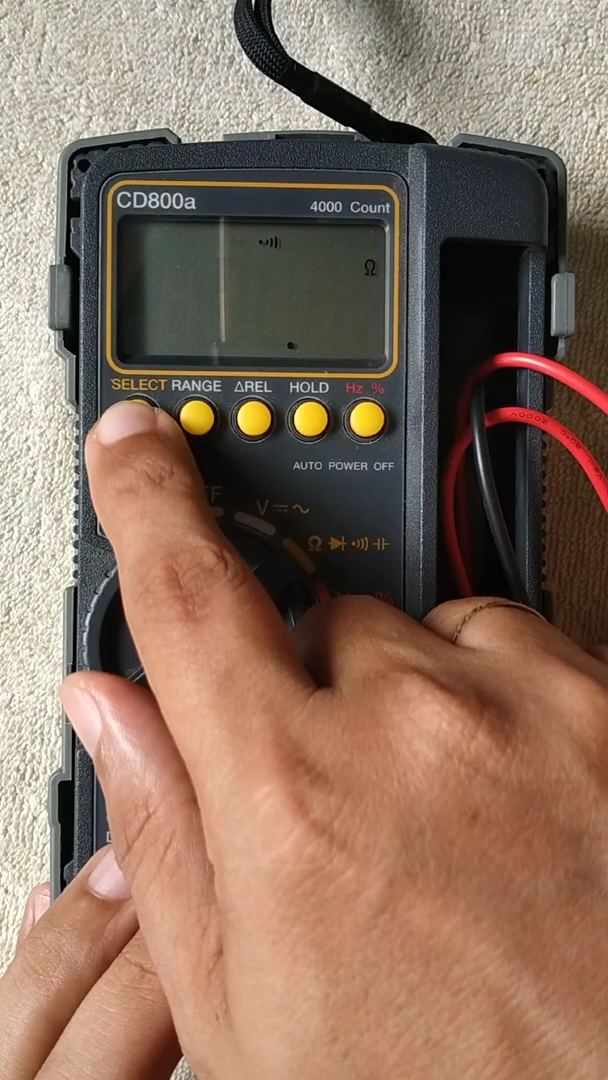 CD800a
4000 Count
Ω
SELECT RANGE ΔREL HOLD Hz %
AUTO POWER OFF
V
Ω